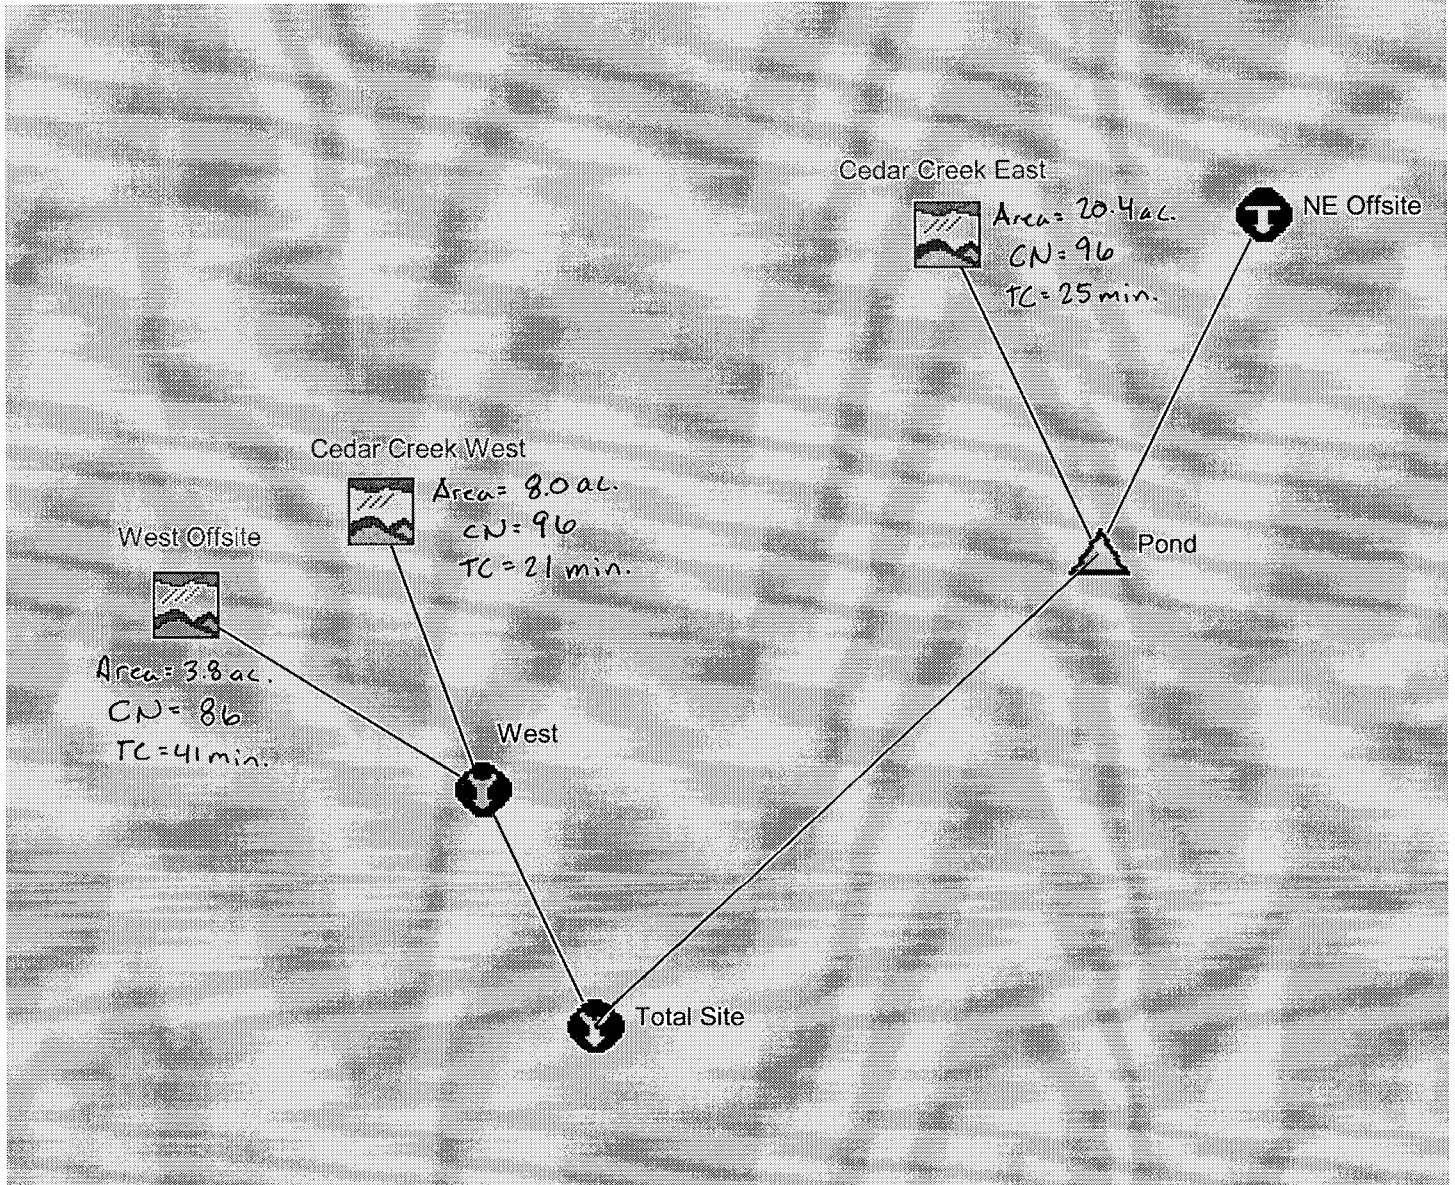 Cedar Creek East
Area = 20.4 ac.
CN = 96
TC = 25 min.
NE Offsite
Cedar Creek West
Area = 8.0 ac.
CN = 96
TC = 21 min.
West Offsite
Area = 3.8 ac.
CN = 86
TC = 41 min.
Pond
West
Total Site